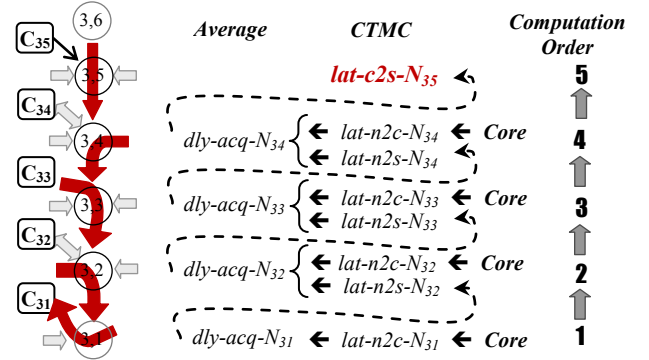 3,6
C35
Average CTMC Computation Order
3,5
lat-c2s-N35 5
C34
3,4
dly-acq-N34 lat-n2c-N34 Core 4
lat-n2s-N34
C33
3,3
dly-acq-N33 lat-n2c-N33 Core 3
lat-n2s-N33
C32
3,2
dly-acq-N32 lat-n2c-N32 Core 2
lat-n2s-N32
C31
3,1
dly-acq-N31 lat-n2c-N31 Core 1